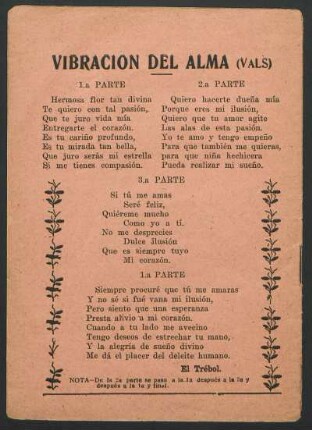 VIBRACION DEL ALMA (VALS)
1.a PARTE
Hermosa flor tan divina
Te quiero con tal pasión,
Que te juro vida mía
Entregarte el corazón.
Es tu cariño profundo,
Es tu mirada tan bella,
Que juro serás mi estrella
Si me tienes compasión.
2.a PARTE
Quiero hacerte dueña mía
Porque eres mi ilusión,
Quiero que tu amor agite
Las alas de esta pasión.
Yo te amo y tengo empeño
Para que también me quieras,
para que niña hechicera
Pueda realizar mi sueño.
3.a PARTE
Si tú me amas
Seré feliz,
Quiéreme mucho
Como yo a tí.
No me desprecies
Dulce ilusión
Que es siempre tuyo
Mi corazón.
1.a PARTE
Siempre procuré que tú me amaras
Y no sé si fué vana mi ilusión,
Pero siento que una esperanza
Presta alivio a mi corazón.
Cuando a tu lado me avecino
Tengo deseos de estrechar tu mano,
Y la alegría de sueño divino
Me dá el placer del deleite humano.
El Trébol.
NOTA—De la 3a parte se pasa a la 1a después a la 2a y
después a la 1a y final.